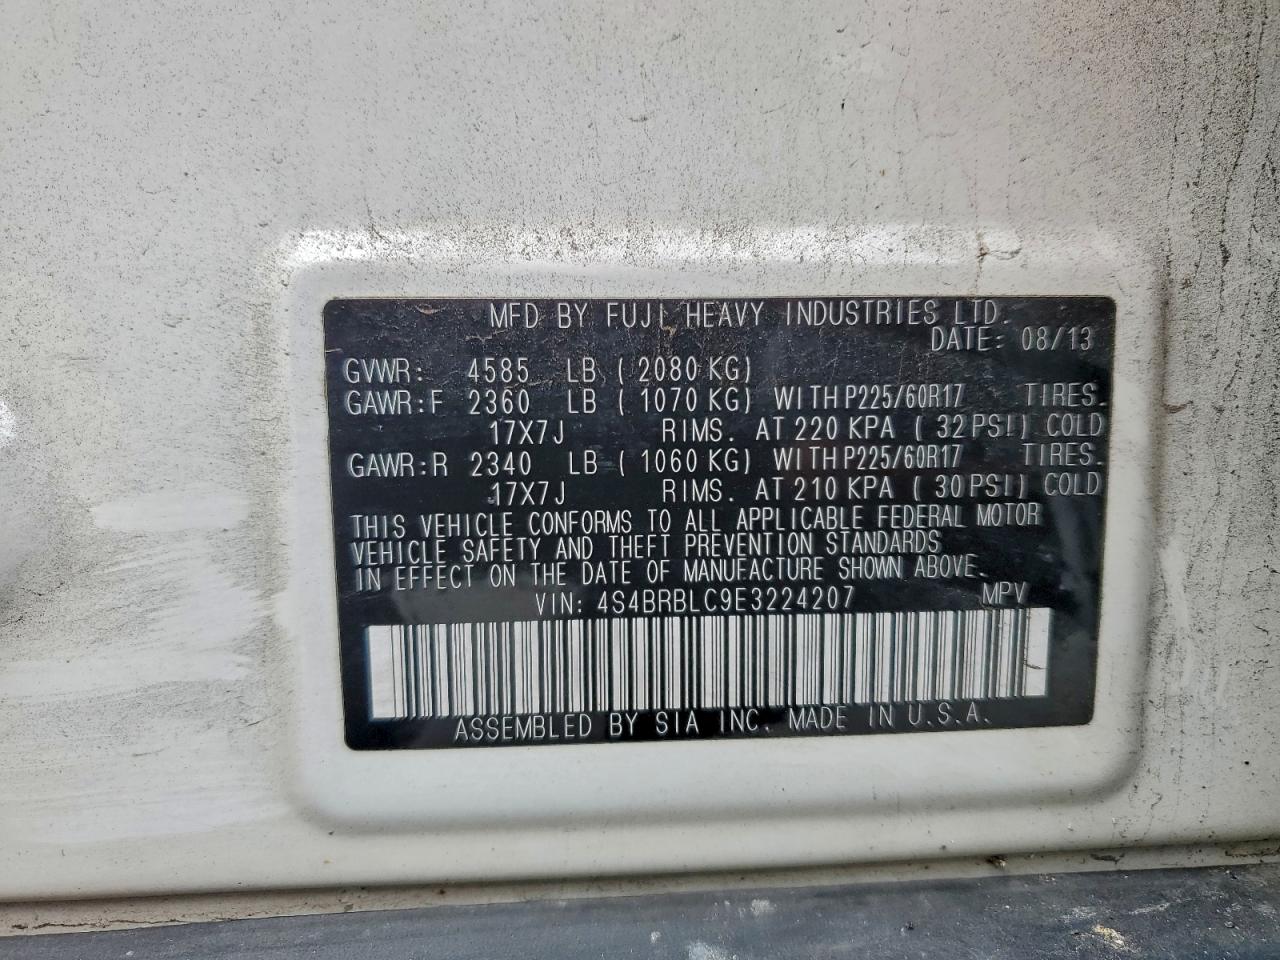 MFD BY FUJI HEAVY INDUSTRIES LTD.
DATE: 08/13
GVWR: 4585 LB ( 2080 KG)
GAWR:F 2360 LB ( 1070 KG) WITH P225/60R17 TIRES.
17X7J RIMS. AT 220 KPA ( 32 PSI) COLD
GAWR:R 2340 LB ( 1060 KG) WITH P225/60R17 TIRES.
17X7J RIMS. AT 210 KPA ( 30 PSI) COLD
THIS VEHICLE CONFORMS TO ALL APPLICABLE FEDERAL MOTOR
VEHICLE SAFETY AND THEFT PREVENTION STANDARDS
IN EFFECT ON THE DATE OF MANUFACTURE SHOWN ABOVE.
VIN: 4S4BRBLC9E3224207 MPV
ASSEMBLED BY SIA INC. MADE IN U.S.A.